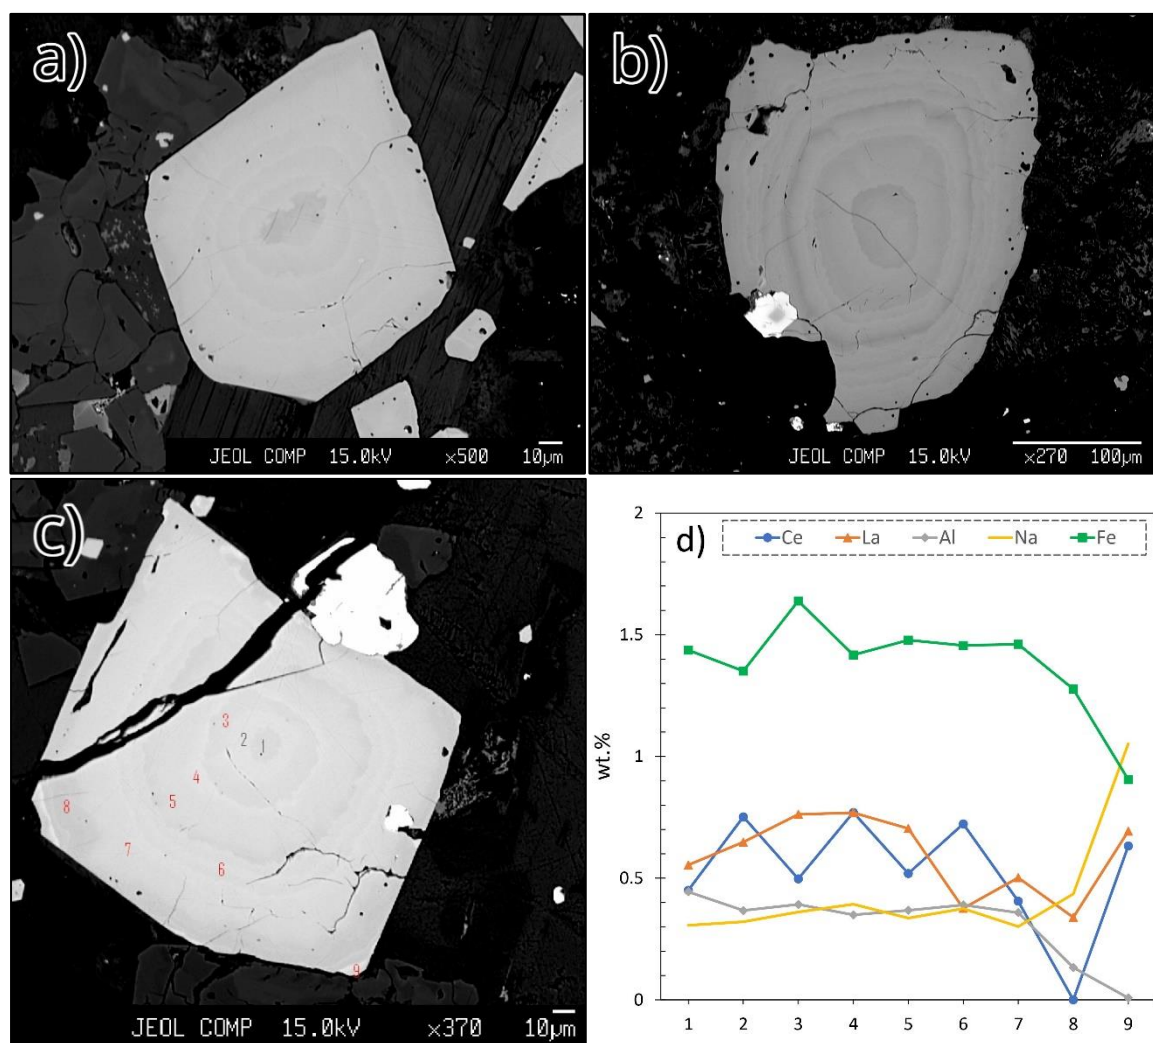 a)
JEOL COMP 15.0kV ×500 10µm
b)
JEOL COMP 15.0kV ×270 100µm
c)
3
2
1
4
5
8
7
6
9
JEOL COMP 15.0kV ×370 10µm
d)
Ce La Al Na Fe
2
1.5
1
0.5
0
wt.%
1 2 3 4 5 6 7 8 9